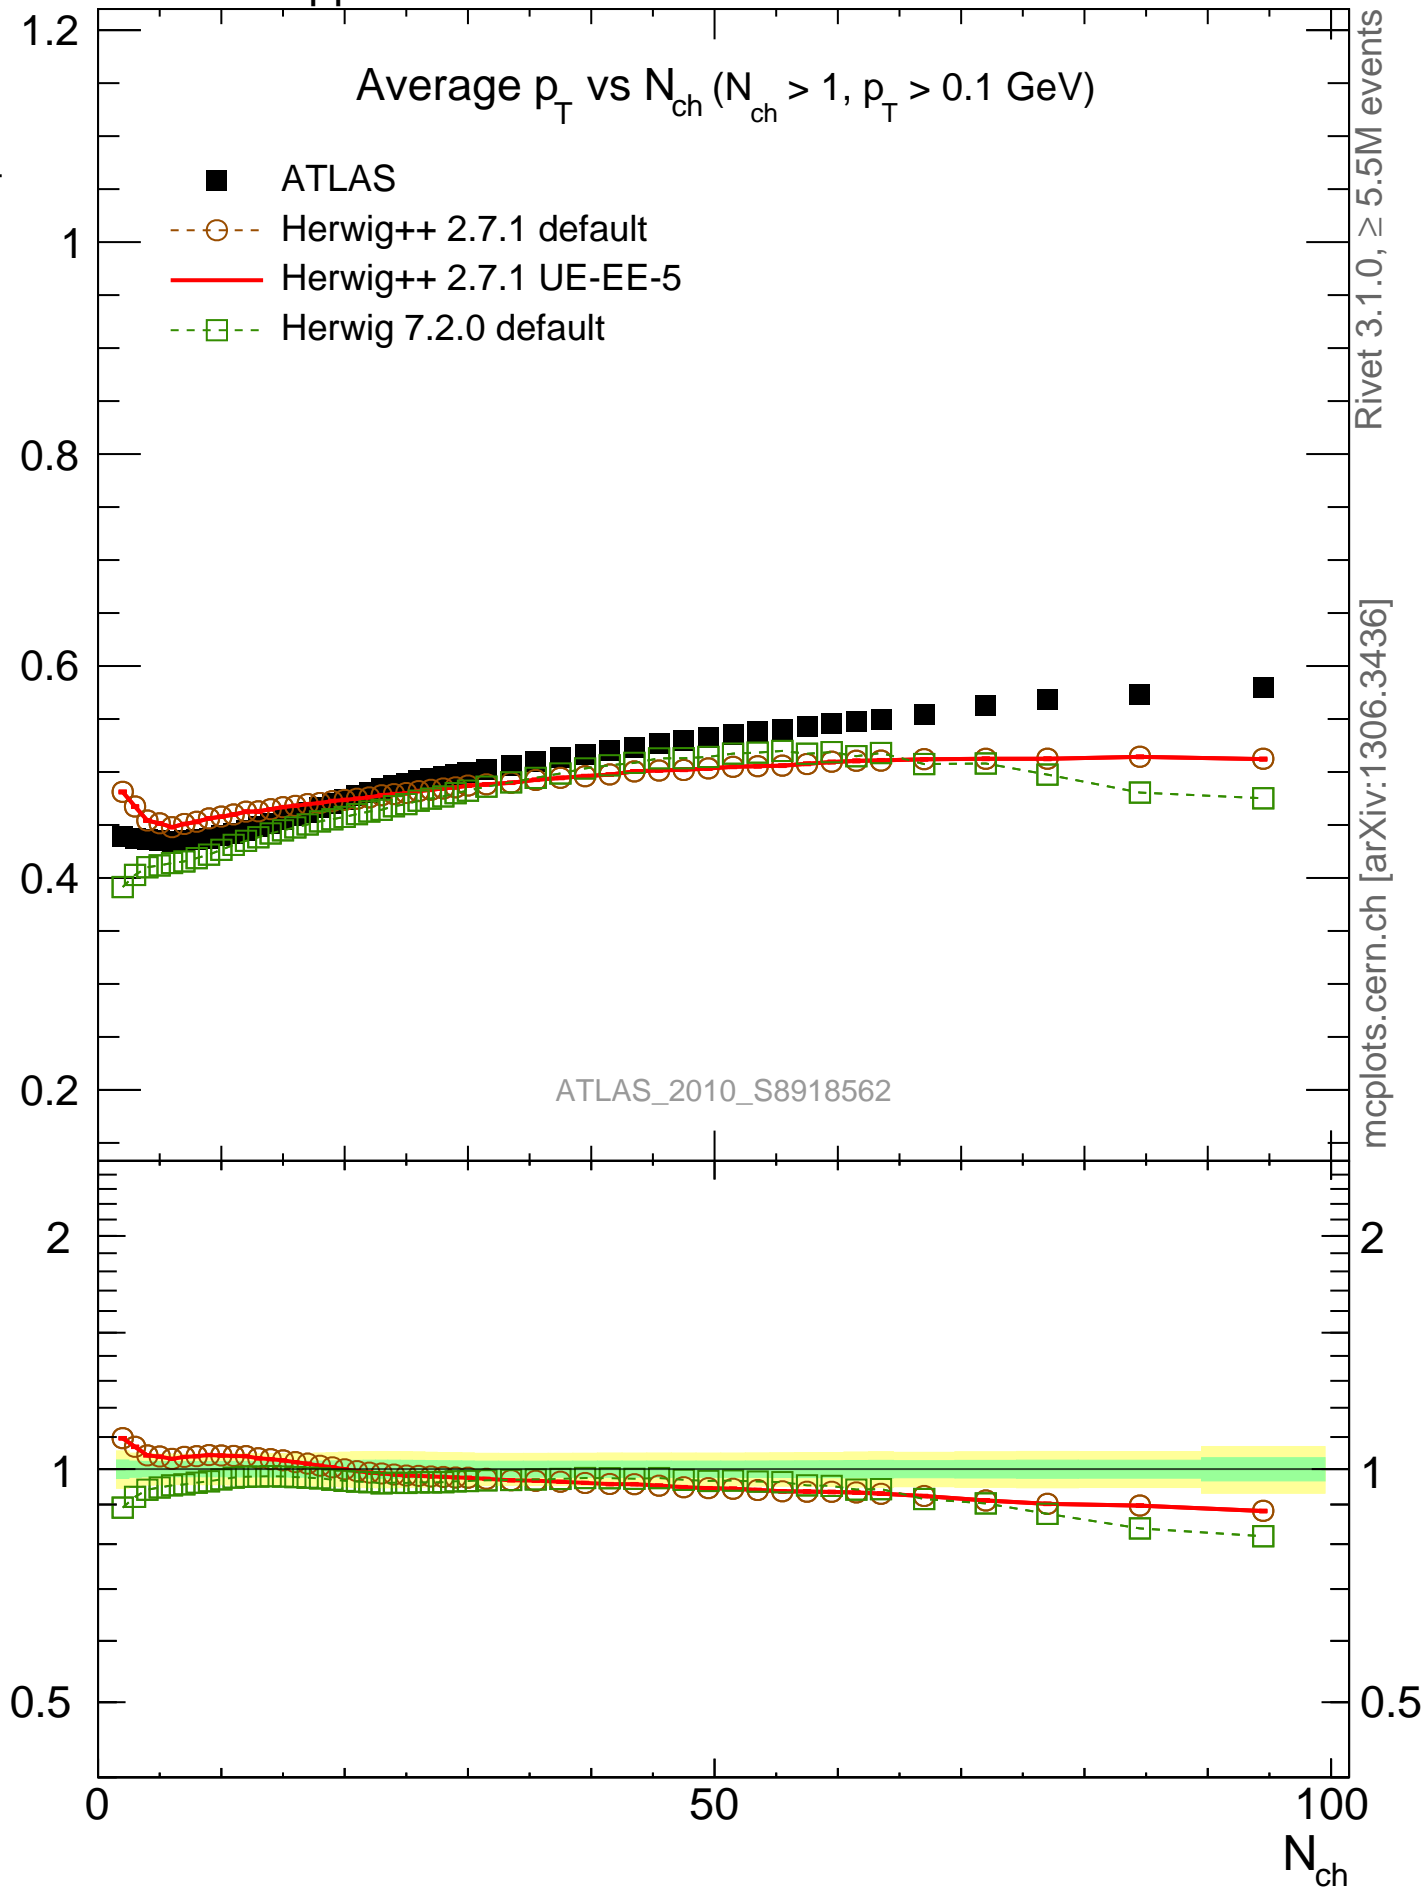 1.2
Average p_T vs N_ch (N_ch > 1, p_T > 0.1 GeV)
ATLAS
Herwig++ 2.7.1 default
Herwig++ 2.7.1 UE-EE-5
Herwig 7.2.0 default
1
0.8
0.6
0.4
0.2
ATLAS_2010_S8918562
Rivet 3.1.0, ≥ 5.5M events
mcplots.cern.ch [arXiv:1306.3436]
2
2
1
1
0.5
0.5
0
50
100
N_ch